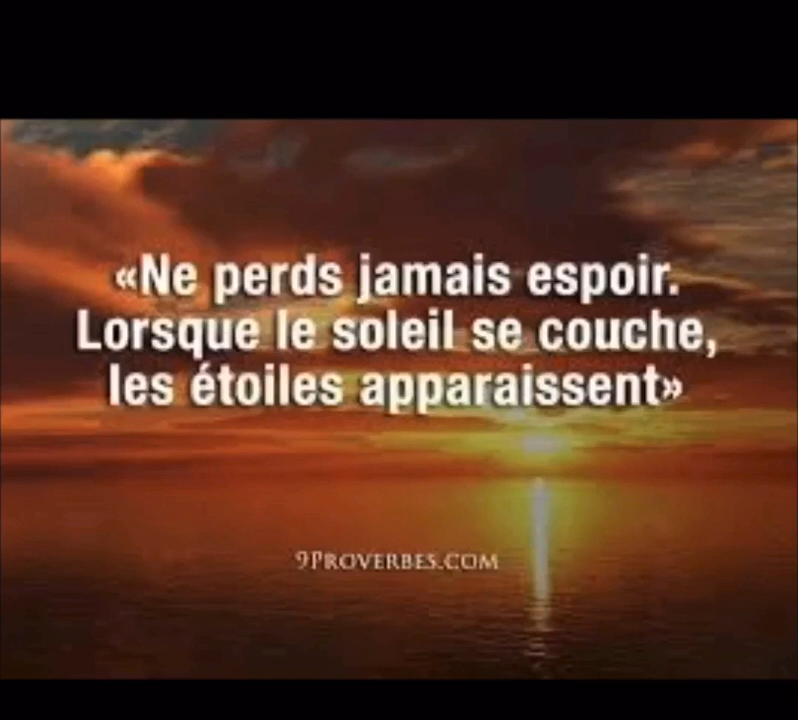 «Ne perds jamais espoir.
Lorsque le soleil se couche,
les étoiles apparaissent»
9PROVERBES.COM